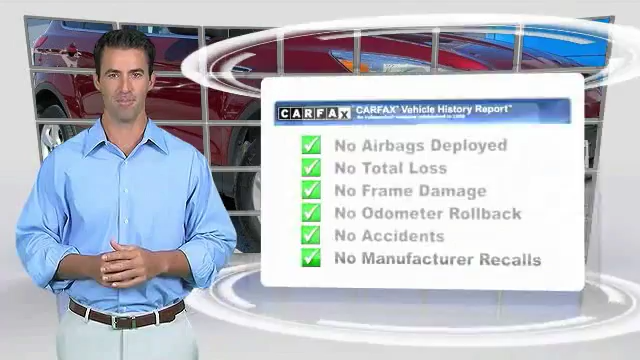 CARFAX CARFAX Vehicle History Report™
No Airbags Deployed
No Total Loss
No Frame Damage
No Odometer Rollback
No Accidents
No Manufacturer Recalls